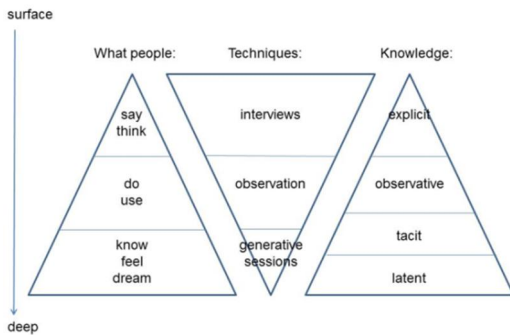 surface
What people:
Techniques:
Knowledge:
say
think
interviews
explicit
do
use
observation
observative
know
feel
dream
generative
sessions
tacit
latent
deep